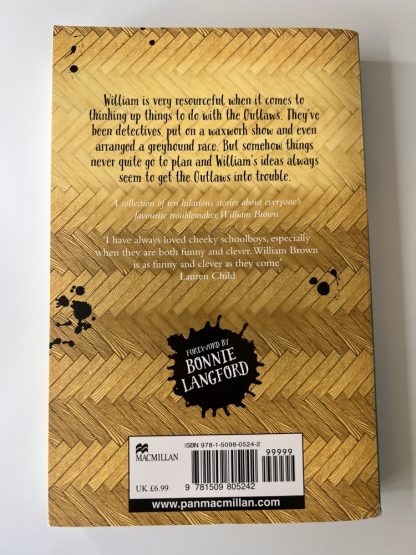 William is very resourceful when it comes to
thinking up things to do with the Outlaws. They've
been detectives, put on a waxwork show and even
arranged a greyhound race. But somehow things
never quite go to plan and William's ideas always
seem to get the Outlaws into trouble.
A collection of ten hilarious stories about everyone's
favourite troublemaker, William Brown
'I have always loved cheeky schoolboys, especially
when they are both funny and clever. William Brown
is as funny and clever as they come'
Lauren Child
FOREWORD BY
BONNIE
LANGFORD
ISBN 978-1-5098-0524-2
99999
MACMILLAN
UK £6.99
9 781509 805242
www.panmacmillan.com